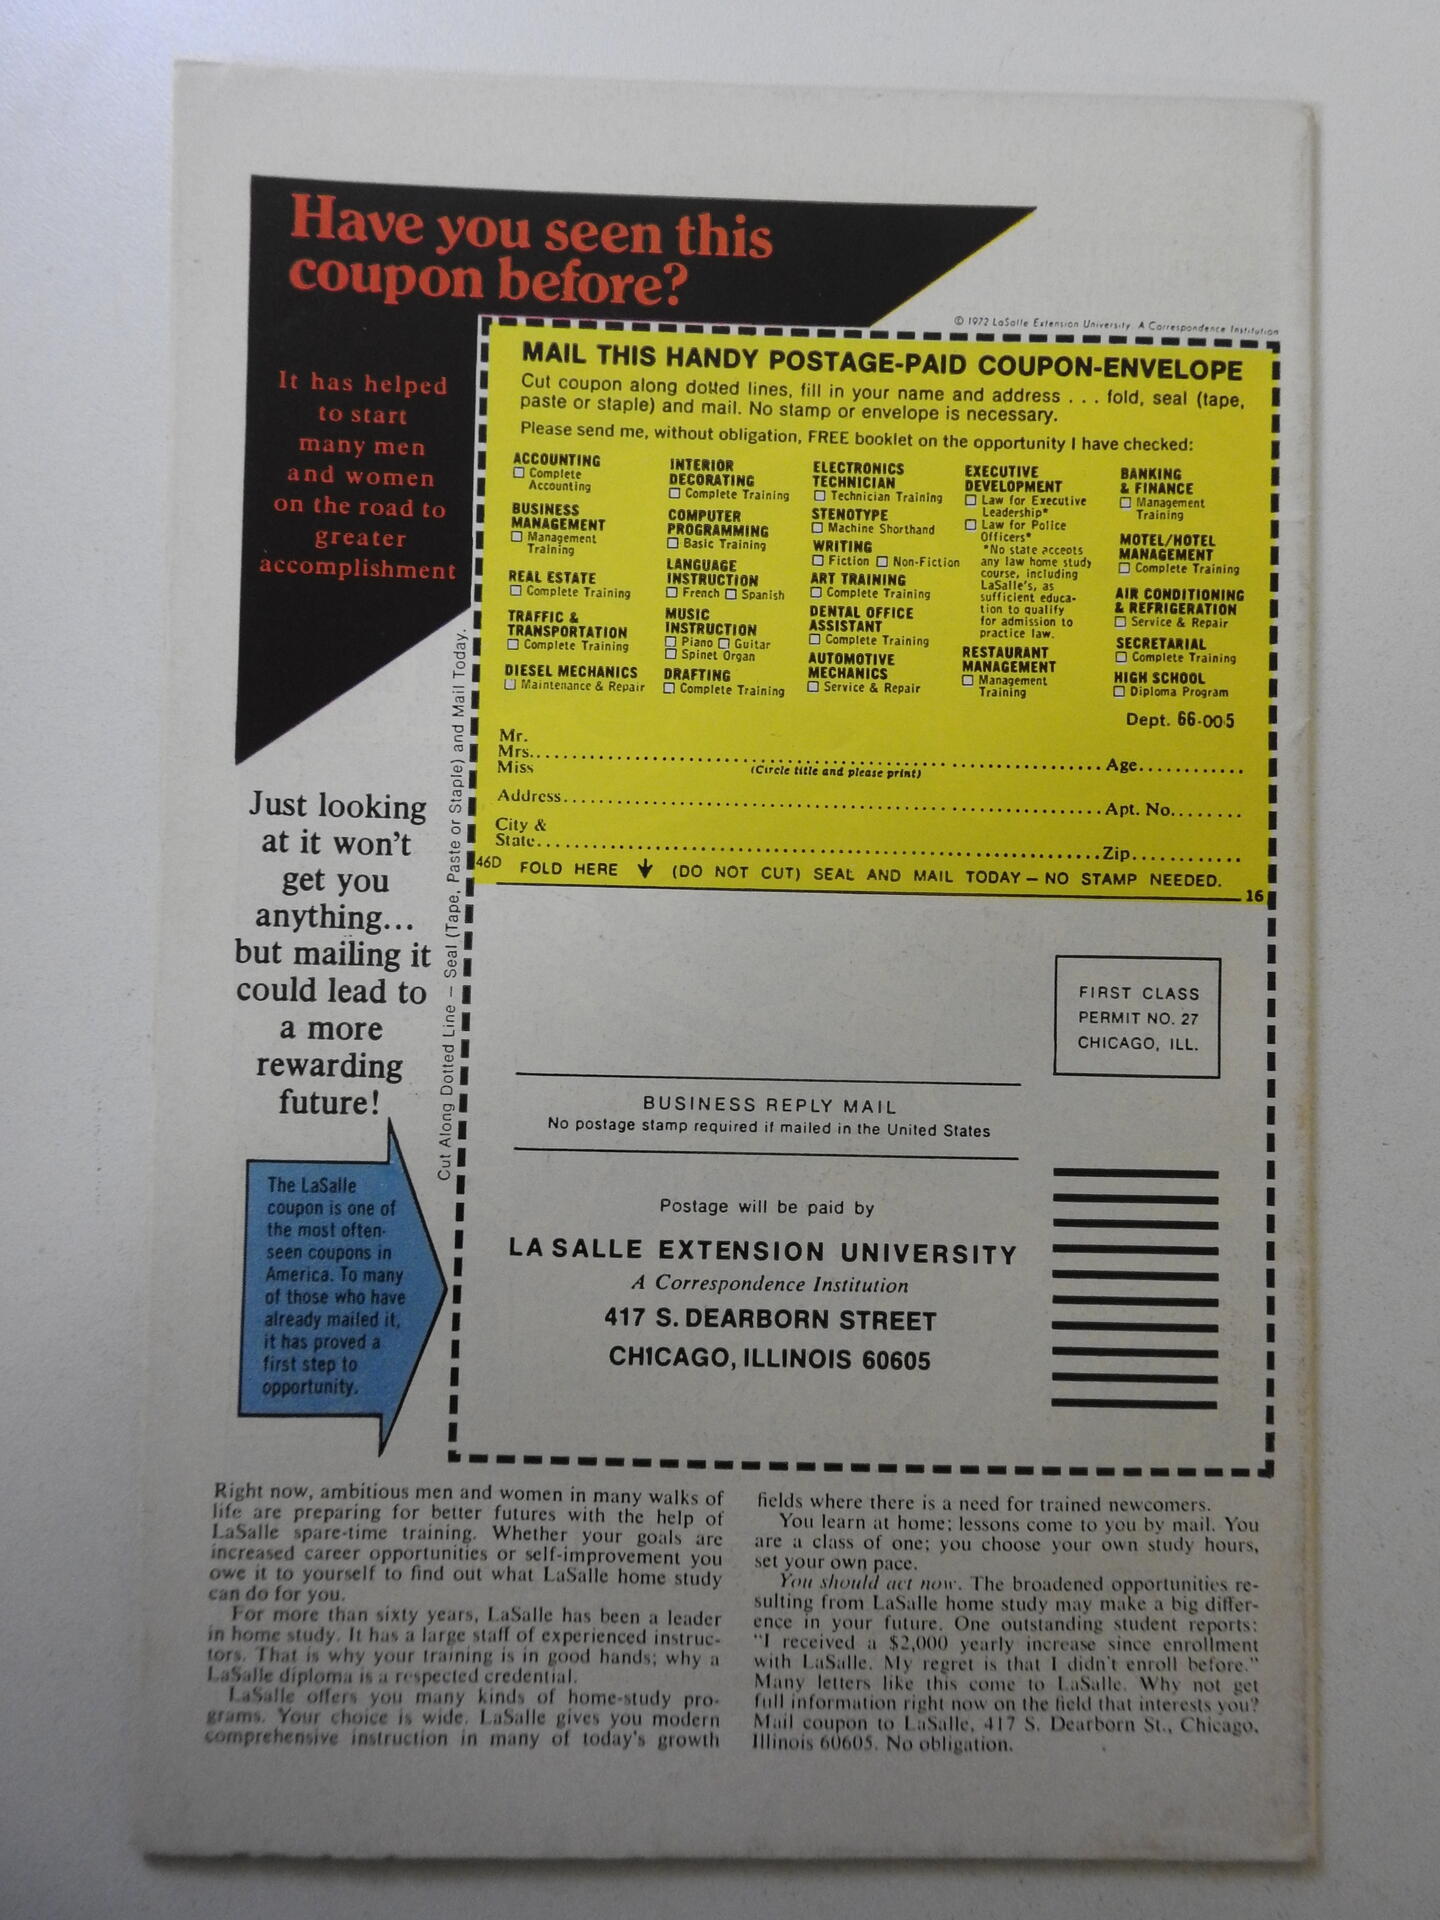 Have you seen this
coupon before?
It has helped
to start
many men
and women
on the road to
greater
accomplishment
© 1972 LaSalle Extension University A Correspondence Institution
MAIL THIS HANDY POSTAGE-PAID COUPON-ENVELOPE
Cut coupon along dotted lines, fill in your name and address . . . fold, seal (tape,
paste or staple) and mail. No stamp or envelope is necessary.
Please send me, without obligation, FREE booklet on the opportunity I have checked:
ACCOUNTING
Complete
Accounting
BUSINESS
MANAGEMENT
Management
Training
REAL ESTATE
Complete Training
TRAFFIC &
TRANSPORTATION
Complete Training
DIESEL MECHANICS
Maintenance & Repair
INTERIOR
DECORATING
Complete Training
COMPUTER
PROGRAMMING
Basic Training
LANGUAGE
INSTRUCTION
French Spanish
MUSIC
INSTRUCTION
Piano Guitar
Spinet Organ
DRAFTING
Complete Training
ELECTRONICS
TECHNICIAN
Technician Training
STENOTYPE
Machine Shorthand
WRITING
Fiction Non-Fiction
ART TRAINING
Complete Training
DENTAL OFFICE
ASSISTANT
Complete Training
AUTOMOTIVE
MECHANICS
Service & Repair
EXECUTIVE
DEVELOPMENT
Law for Executive
Leadership*
Law for Police
Officers*
*No state accepts
any law home study
course, including
LaSalle's, as
sufficient educa-
tion to qualify
for admission to
practice law.
RESTAURANT
MANAGEMENT
Management
Training
BANKING
& FINANCE
Management
Training
MOTEL/HOTEL
MANAGEMENT
Complete Training
AIR CONDITIONING
& REFRIGERATION
Service & Repair
SECRETARIAL
Complete Training
HIGH SCHOOL
Diploma Program
Dept. 66-005
Mr.
Mrs. Age
Miss (Circle title and please print)
Address Apt. No.
City &
State Zip
46D FOLD HERE (DO NOT CUT) SEAL AND MAIL TODAY – NO STAMP NEEDED.
16
Cut Along Dotted Line – Seal (Tape, Paste or Staple) and Mail Today.
Just looking
at it won't
get you
anything...
but mailing it
could lead to
a more
rewarding
future!
FIRST CLASS
PERMIT NO. 27
CHICAGO, ILL.
BUSINESS REPLY MAIL
No postage stamp required if mailed in the United States
Postage will be paid by
LA SALLE EXTENSION UNIVERSITY
A Correspondence Institution
417 S. DEARBORN STREET
CHICAGO, ILLINOIS 60605
The LaSalle
coupon is one of
the most often-
seen coupons in
America. To many
of those who have
already mailed it,
it has proved a
first step to
opportunity.
Right now, ambitious men and women in many walks of
life are preparing for better futures with the help of
LaSalle spare-time training. Whether your goals are
increased career opportunities or self-improvement you
owe it to yourself to find out what LaSalle home study
can do for you.
For more than sixty years, LaSalle has been a leader
in home study. It has a large staff of experienced instruc-
tors. That is why your training is in good hands; why a
LaSalle diploma is a respected credential.
LaSalle offers you many kinds of home-study pro-
grams. Your choice is wide. LaSalle gives you modern
comprehensive instruction in many of today's growth
fields where there is a need for trained newcomers.
You learn at home; lessons come to you by mail. You
are a class of one; you choose your own study hours,
set your own pace.
You should act now. The broadened opportunities re-
sulting from LaSalle home study may make a big differ-
ence in your future. One outstanding student reports:
"I received a $2,000 yearly increase since enrollment
with LaSalle. My regret is that I didn't enroll before."
Many letters like this come to LaSalle. Why not get
full information right now on the field that interests you?
Mail coupon to LaSalle, 417 S. Dearborn St., Chicago,
Illinois 60605. No obligation.